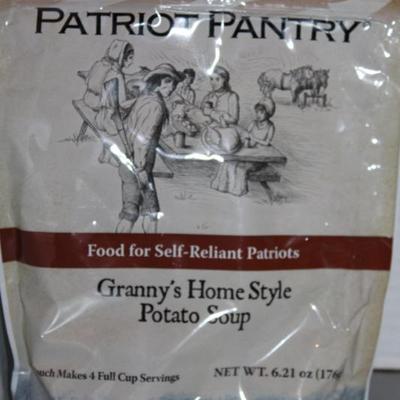 PATRIOT PANTRY
Food for Self-Reliant Patriots
Granny's Home Style
Potato Soup
Makes 4 Full Cup Servings NET WT. 6.21 oz